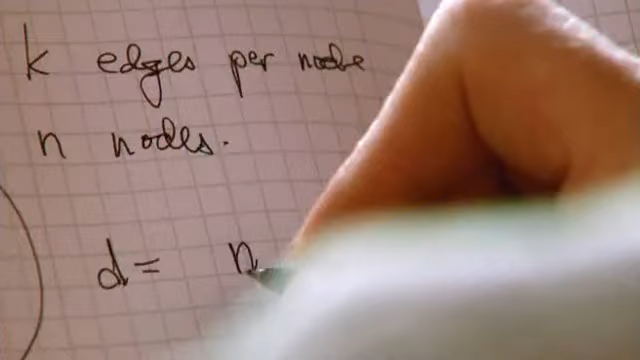 k edges per node
n nodes.
d = n